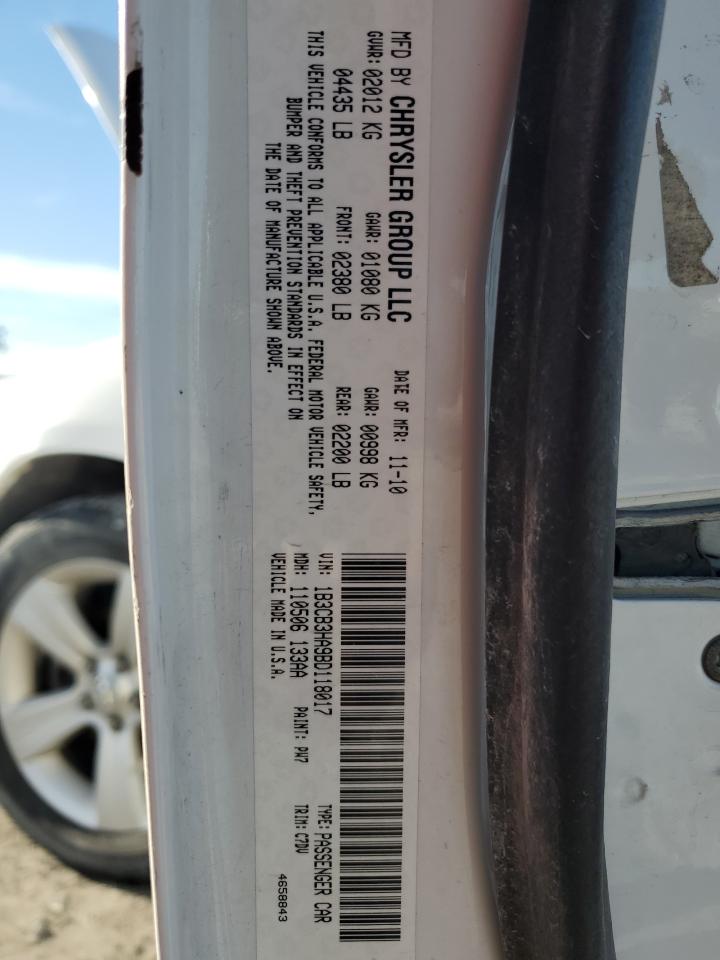 MFD BY CHRYSLER GROUP LLC DATE OF MFR: 11-10
GVWR: 02012 KG GAWR: 01080 KG GAWR: 00998 KG
04435 LB FRONT: 02380 LB REAR: 02200 LB
THIS VEHICLE CONFORMS TO ALL APPLICABLE U.S.A. FEDERAL MOTOR VEHICLE SAFETY,
BUMPER AND THEFT PREVENTION STANDARDS IN EFFECT ON
THE DATE OF MANUFACTURE SHOWN ABOVE.
VIN: 1B3CB3HA9BD118017 TYPE: PASSENGER CAR
MDH: 110506 133AA PAINT: PW7 TRIM: C7DV
VEHICLE MADE IN U.S.A. 4658843